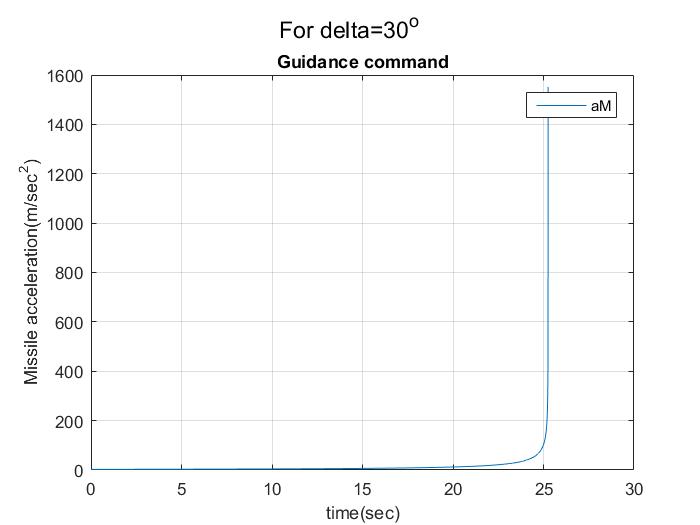 For delta=30°
Guidance command
1600
1400
1200
1000
800
600
400
200
0
Missile acceleration(m/sec²)
aM
0 5 10 15 20 25 30
time(sec)